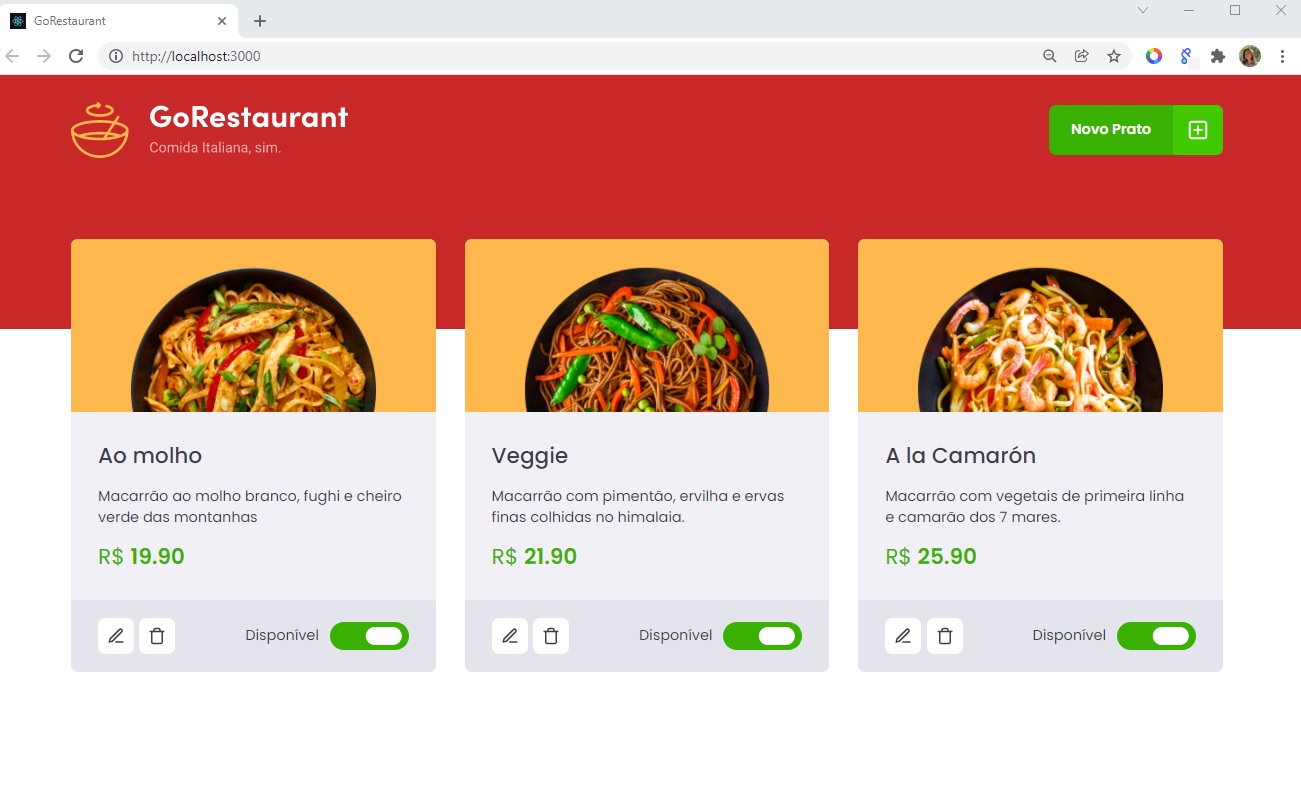 GoRestaurant
http://localhost:3000
GoRestaurant
Comida Italiana, sim.
Novo Prato
Ao molho
Macarrão ao molho branco, fughi e cheiro
verde das montanhas
R$ 19.90
Disponível
Veggie
Macarrão com pimentão, ervilha e ervas
finas colhidas no himalaia.
R$ 21.90
Disponível
A la Camarón
Macarrão com vegetais de primeira linha
e camarão dos 7 mares.
R$ 25.90
Disponível